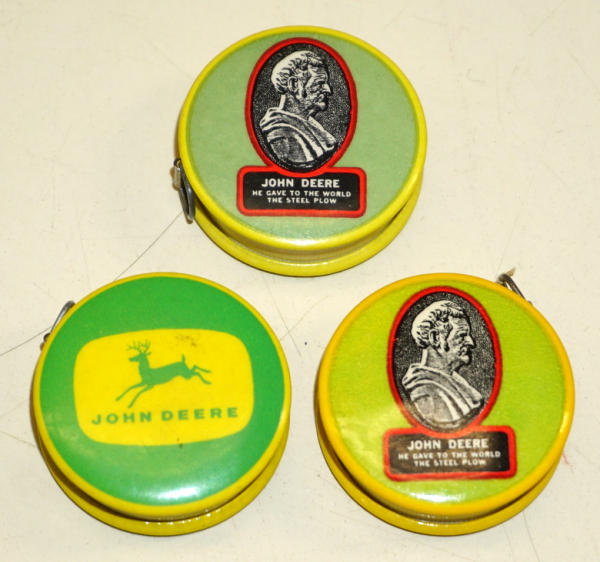 JOHN DEERE
HE GAVE TO THE WORLD
THE STEEL PLOW
JOHN DEERE
JOHN DEERE
HE GAVE TO THE WORLD
THE STEEL PLOW